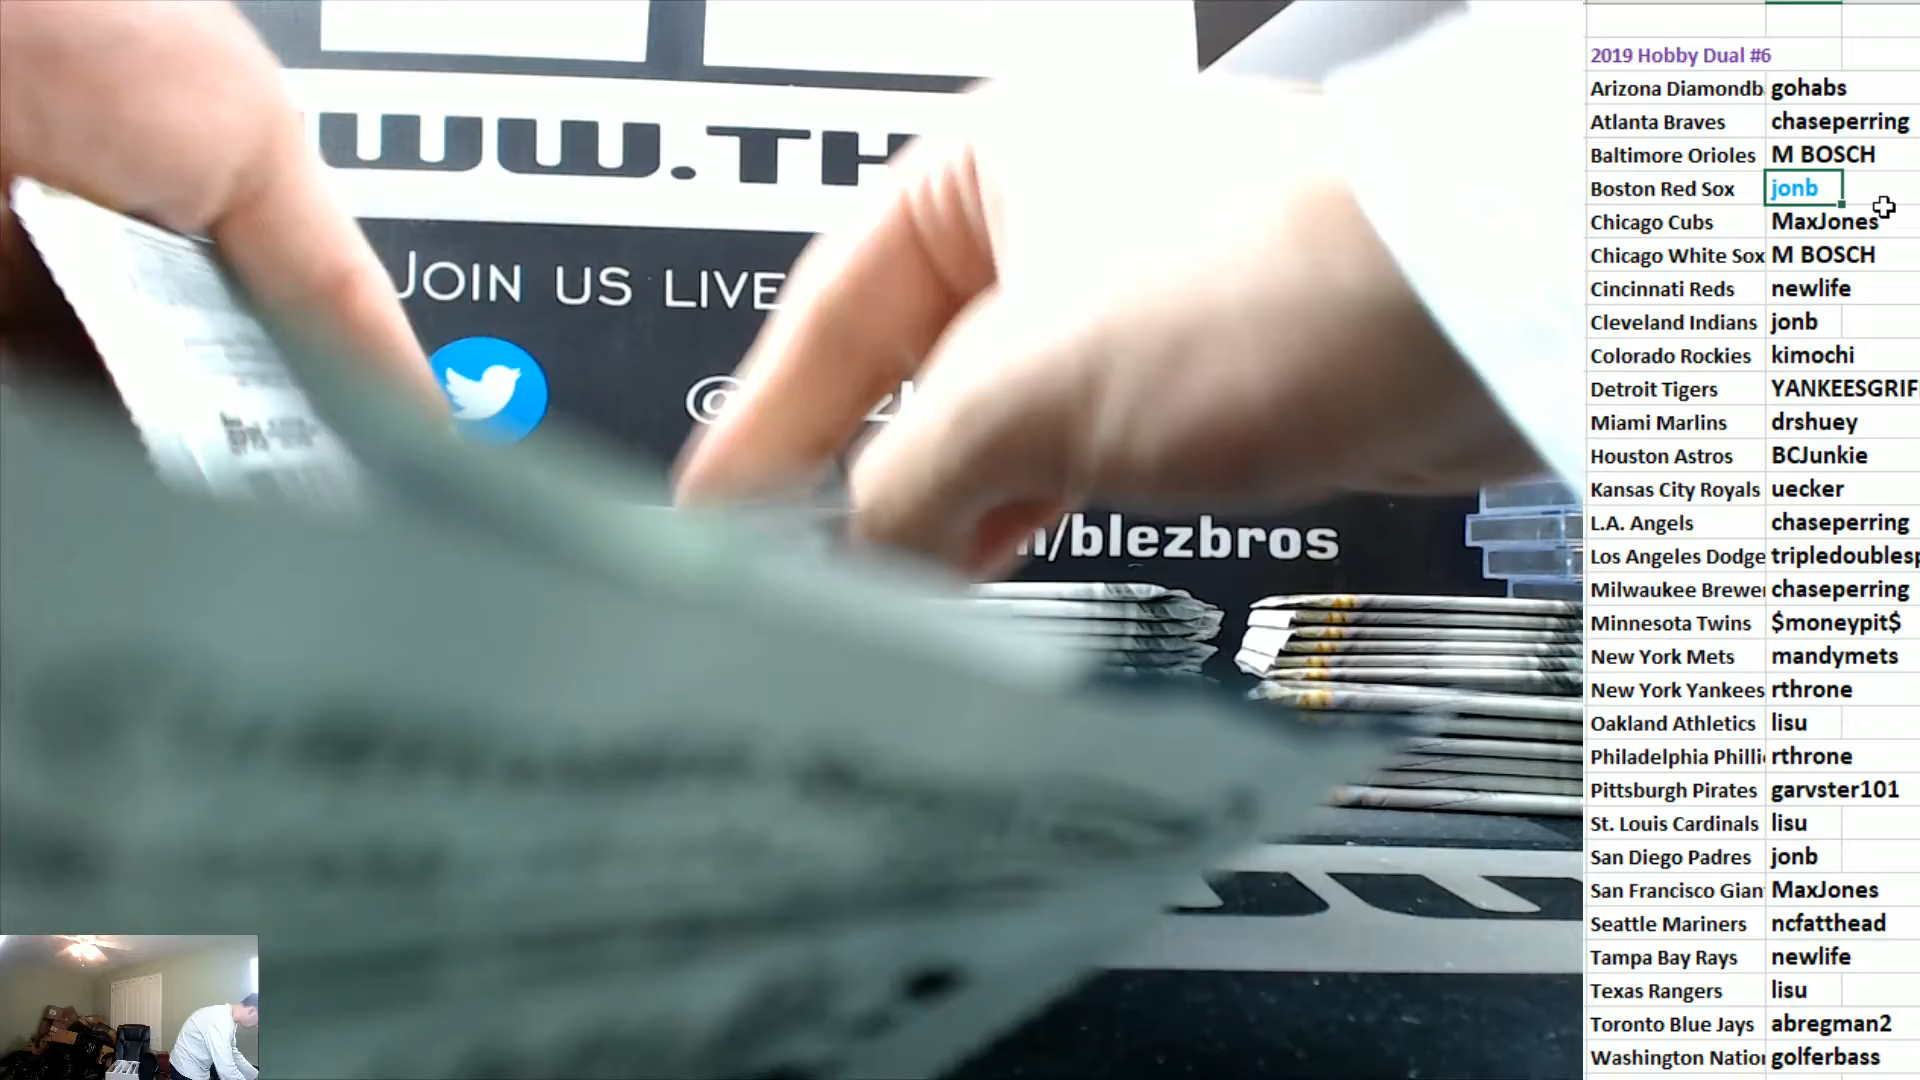 WW.TH
JOIN US LIVE
@
/blezbros
2019 Hobby Dual #6
Arizona Diamondb gohabs
Atlanta Braves chaseperring
Baltimore Orioles M BOSCH
Boston Red Sox jonb
Chicago Cubs MaxJones
Chicago White Sox M BOSCH
Cincinnati Reds newlife
Cleveland Indians jonb
Colorado Rockies kimochi
Detroit Tigers YANKEESGRIF
Miami Marlins drshuey
Houston Astros BCJunkie
Kansas City Royals uecker
L.A. Angels chaseperring
Los Angeles Dodge tripledoublesp
Milwaukee Brewer chaseperring
Minnesota Twins $moneypit$
New York Mets mandymets
New York Yankees rthrone
Oakland Athletics lisu
Philadelphia Philli rthrone
Pittsburgh Pirates garvster101
St. Louis Cardinals lisu
San Diego Padres jonb
San Francisco Gian MaxJones
Seattle Mariners ncfatthead
Tampa Bay Rays newlife
Texas Rangers lisu
Toronto Blue Jays abregman2
Washington Nation golferbass